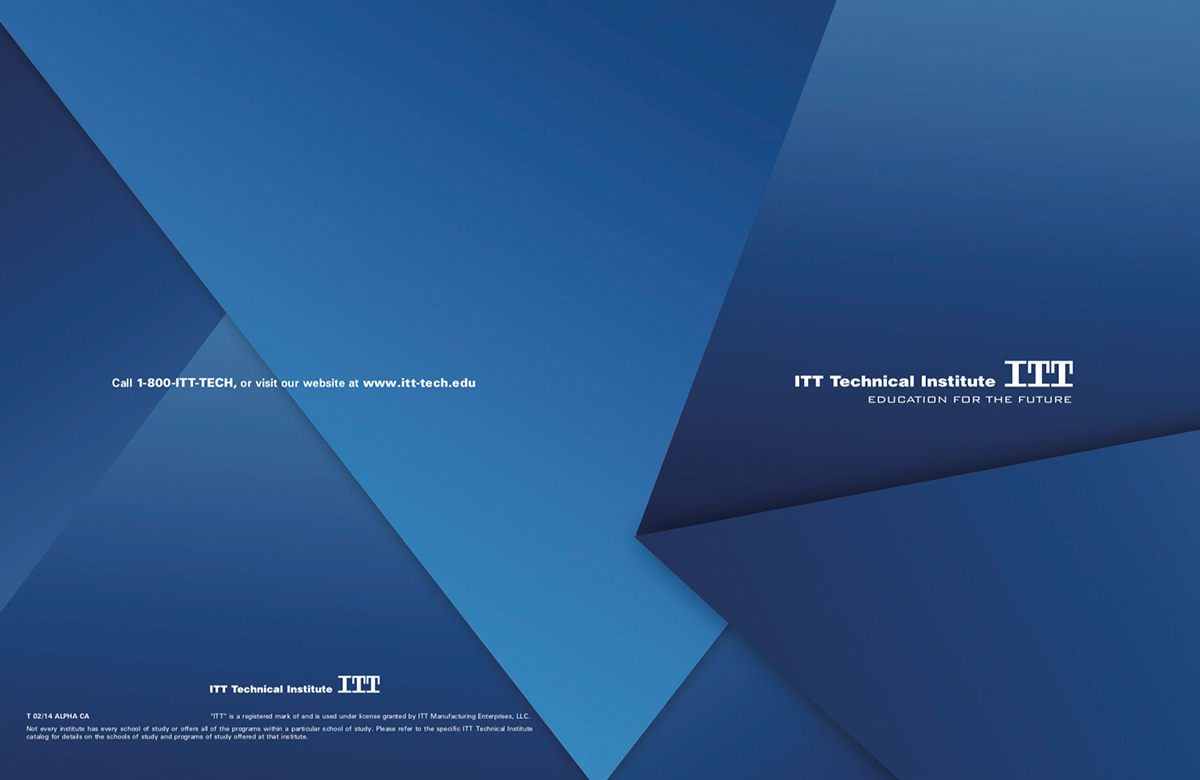 Call 1-800-ITT-TECH, or visit our website at www.itt-tech.edu
ITT Technical Institute ITT
EDUCATION FOR THE FUTURE
ITT Technical Institute ITT
T 02/14 ALPHA CA
“ITT” is a registered mark of and is used under license granted by ITT Manufacturing Enterprises, LLC.
Not every institute has every school of study or offers all of the programs within a particular school of study. Please refer to the specific ITT Technical Institute
catalog for details on the schools of study and programs of study offered at that institute.